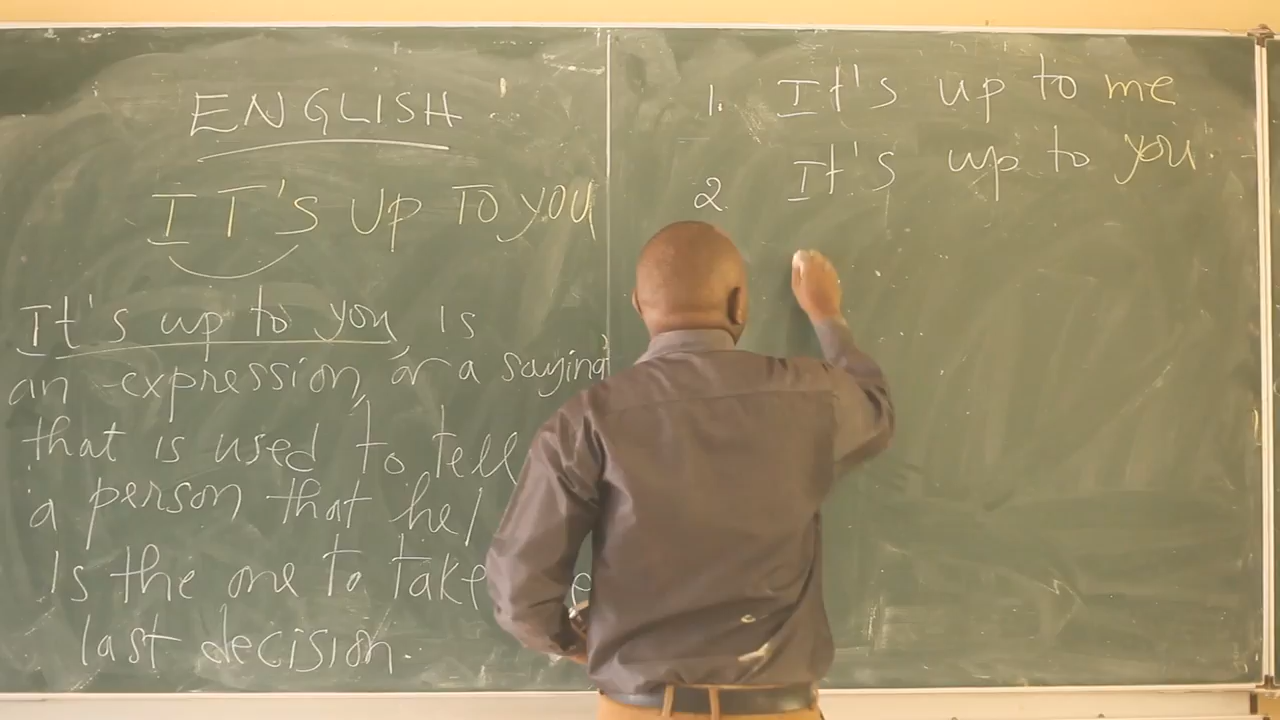 ENGLISH
IT'S UP TO YOU
It's up to you, is
an expression, or a saying
that is used to tell
a person that he/
Is the one to take
last decision.
1. It's up to me
2 It's up to you.